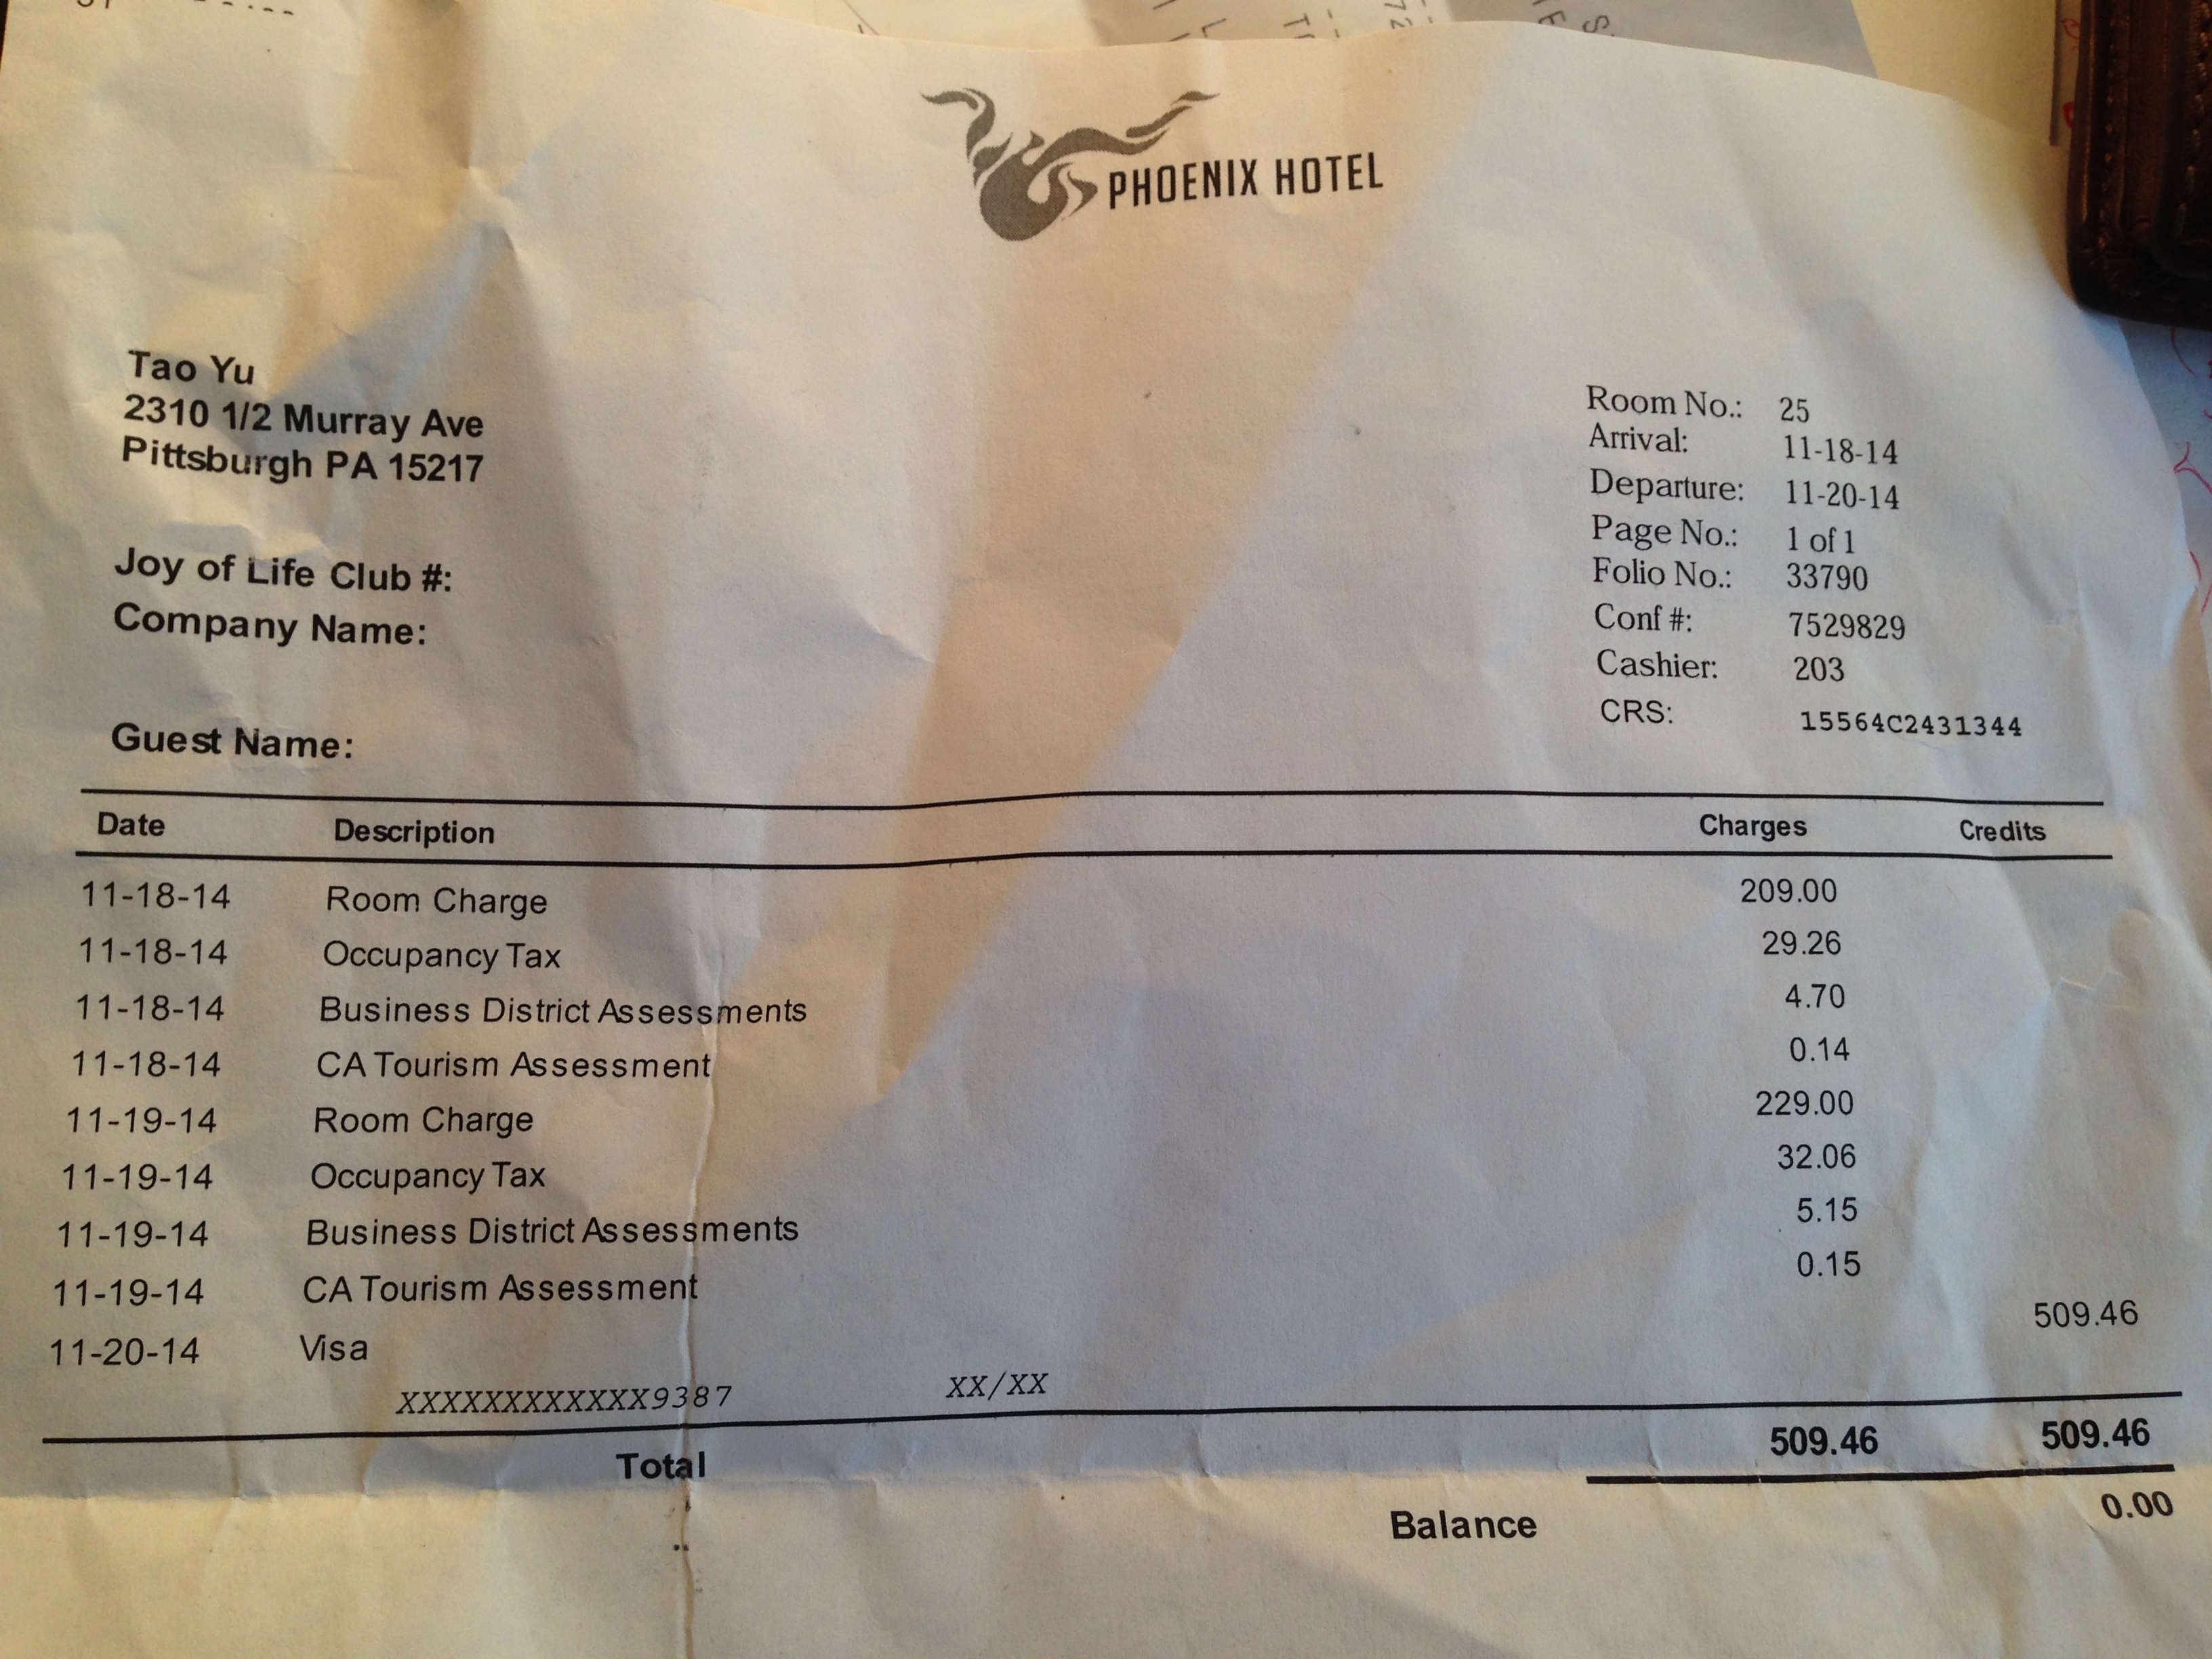 PHOENIX HOTEL
Tao Yu
2310 1/2 Murray Ave
Pittsburgh PA 15217
Room No.: 25
Arrival: 11-18-14
Departure: 11-20-14
Page No.: 1 of 1
Folio No.: 33790
Conf #: 7529829
Cashier: 203
CRS: 15564C2431344
Joy of Life Club #:
Company Name:
Guest Name:
Date Description Charges Credits
11-18-14 Room Charge 209.00
11-18-14 Occupancy Tax 29.26
11-18-14 Business District Assessments 4.70
11-18-14 CA Tourism Assessment 0.14
11-19-14 Room Charge 229.00
11-19-14 Occupancy Tax 32.06
11-19-14 Business District Assessments 5.15
11-19-14 CA Tourism Assessment 0.15
11-20-14 Visa 509.46
XXXXXXXXXXXX9387 XX/XX
Total 509.46 509.46
Balance 0.00